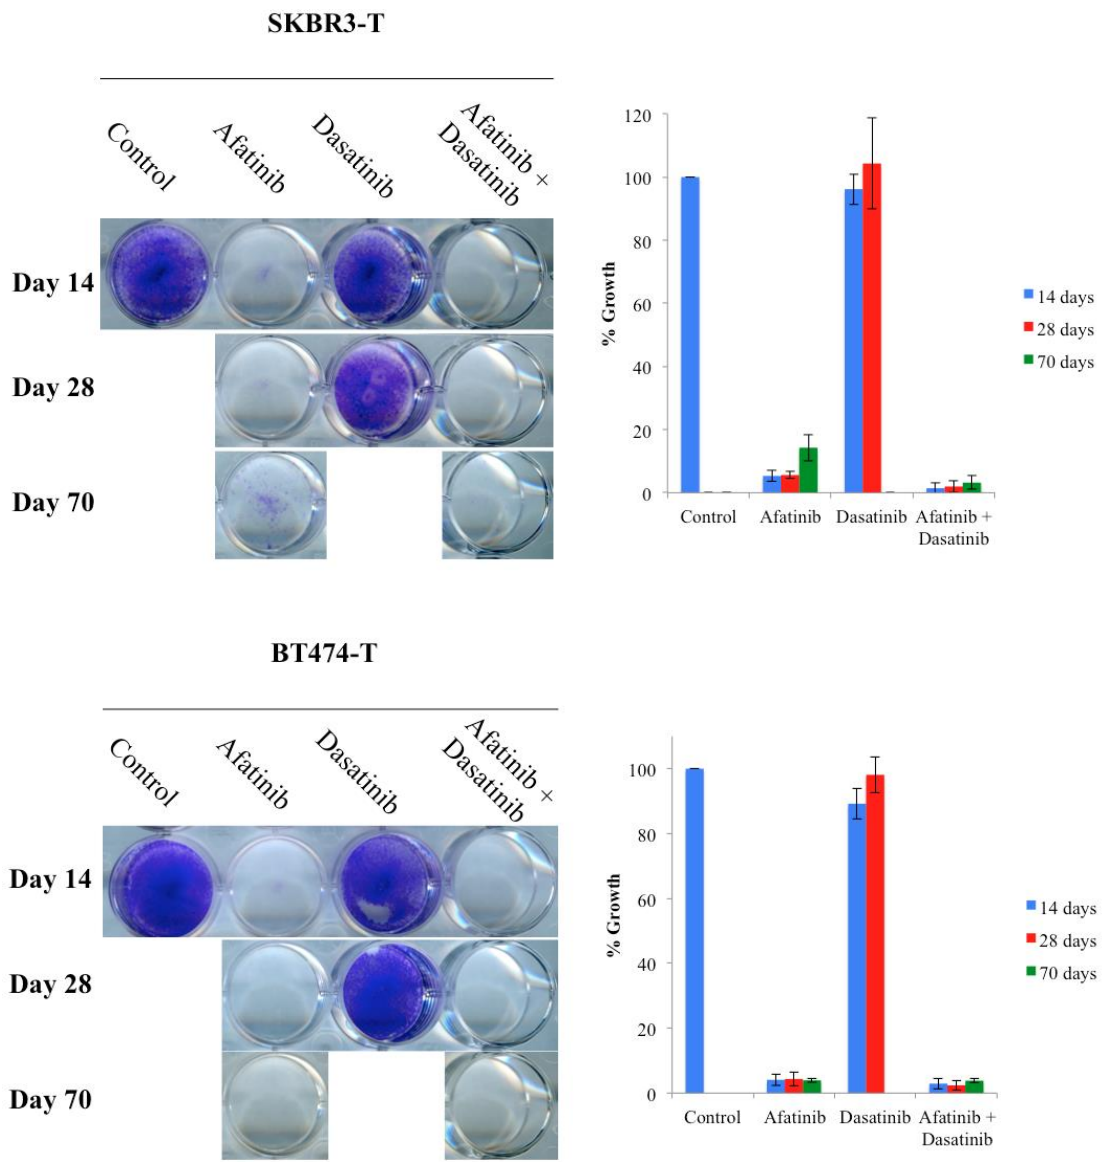 SKBR3-T
Control
Afatinib
Dasatinib
Afatinib +
Dasatinib
Day 14
Day 28
Day 70
120
100
80
60
40
20
0
% Growth
Control
Afatinib
Dasatinib
Afatinib +
Dasatinib
14 days
28 days
70 days
BT474-T
Control
Afatinib
Dasatinib
Afatinib +
Dasatinib
Day 14
Day 28
Day 70
100
80
60
40
20
0
% Growth
Control
Afatinib
Dasatinib
Afatinib +
Dasatinib
14 days
28 days
70 days